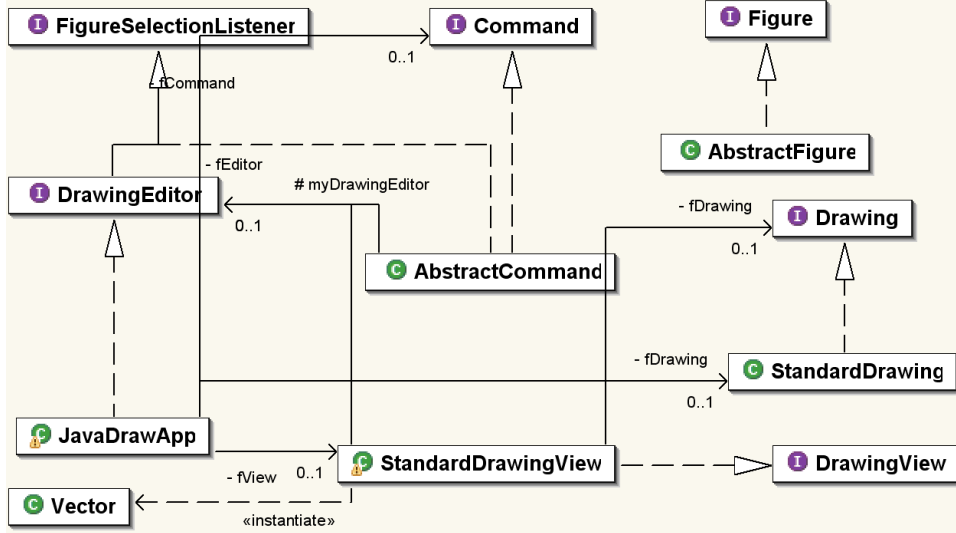 I FigureSelectionListener
I Command
I Figure
0..1
- fCommand
C AbstractFigure
- fEditor
# myDrawingEditor
I DrawingEditor
- fDrawing
I Drawing
0..1
0..1
C AbstractCommand
- fDrawing
C StandardDrawing
0..1
C JavaDrawApp
- fView
0..1
C StandardDrawingView
I DrawingView
C Vector
«instantiate»